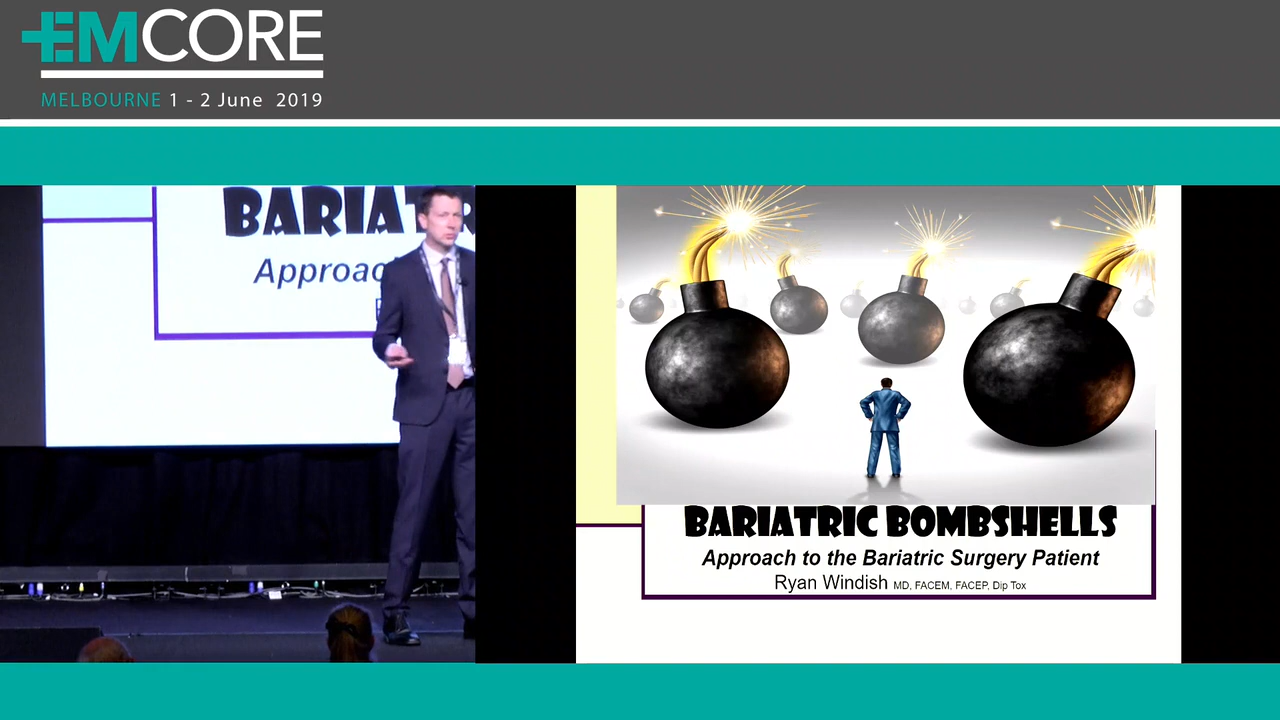 EMCORE
MELBOURNE 1 - 2 June 2019
BARIATR
Approac
BARIATRIC BOMBSHELLS
Approach to the Bariatric Surgery Patient
Ryan Windish MD, FACEM, FACEP, Dip Tox